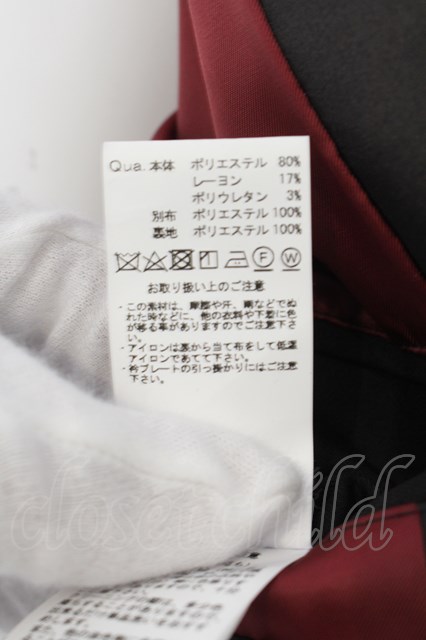 Qua. 本体 ポリエステル 80%
レーヨン 17%
ポリウレタン 3%
別布 ポリエステル 100%
裏地 ポリエステル 100%
F W
お取り扱い上のご注意
・この素材は、摩擦や汗、雨などでぬ
れた時などに、他の衣料や下着に色
が移る事がありますのでご注意下さ
い。
・アイロンは裏から当て布をして低温
アイロンであてて下さい。
・衿プレートの引っ掛かりにはご注意
下さい。
closet child